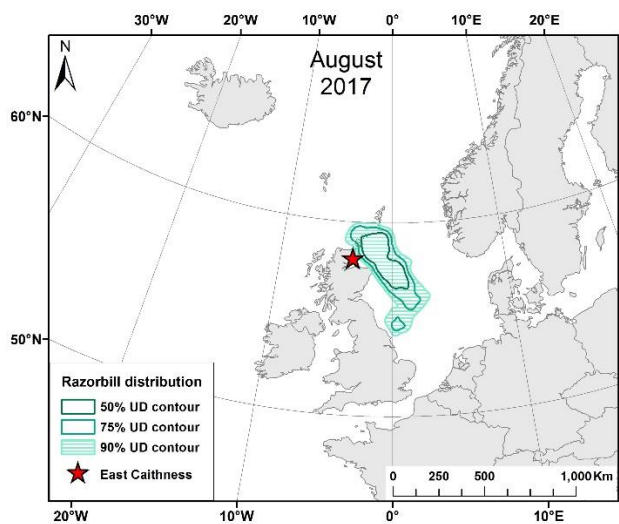 30°W 20°W 10°W 0° 10°E 20°E
N
August
2017
60°N
50°N
Razorbill distribution
50% UD contour
75% UD contour
90% UD contour
East Caithness
0 250 500 1,000 Km
20°W 10°W 0° 10°E